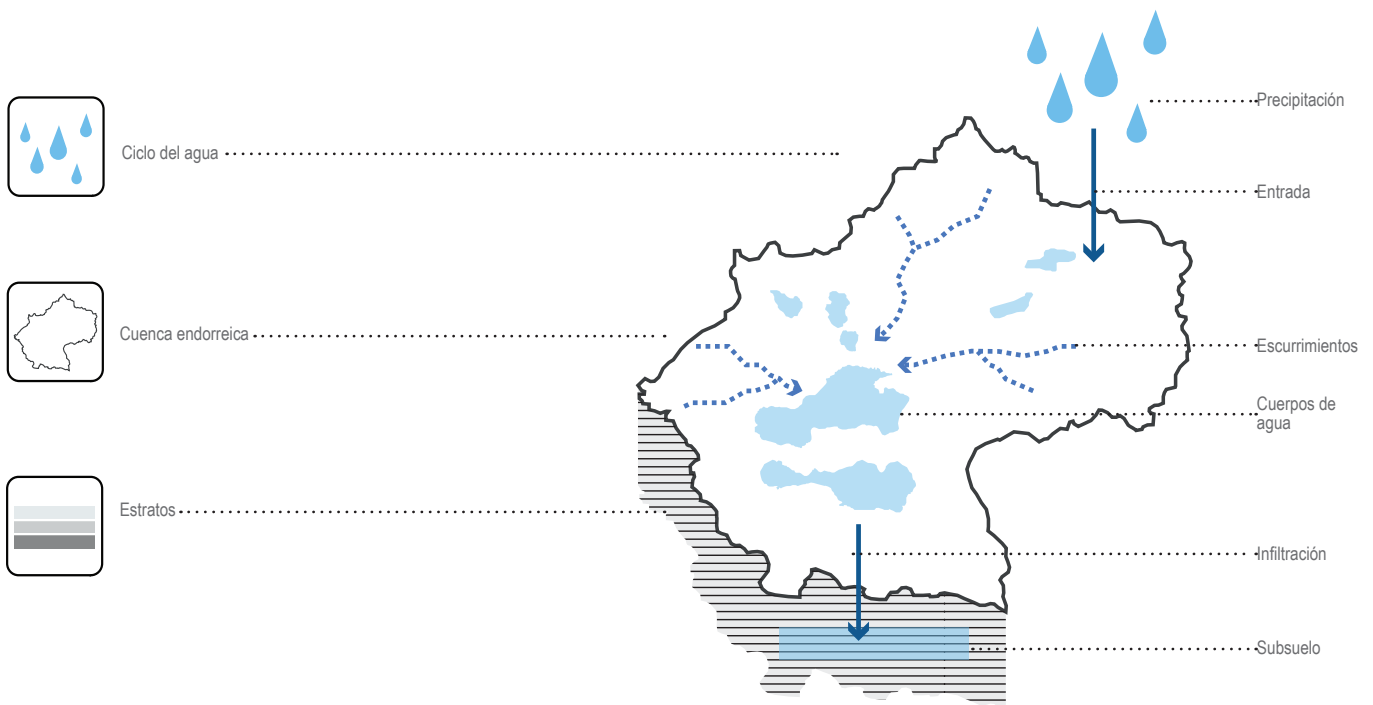 Precipitación
Ciclo del agua
Entrada
Cuenca endorreica
Escurrimientos
Cuerpos de
agua
Estratos
Infiltración
Subsuelo